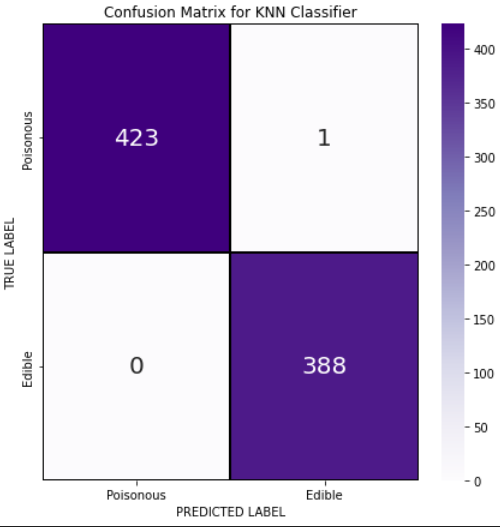 Confusion Matrix for KNN Classifier
TRUE LABEL
Poisonous
423
1
Edible
0
388
Poisonous
Edible
PREDICTED LABEL
400
350
300
250
200
150
100
50
0